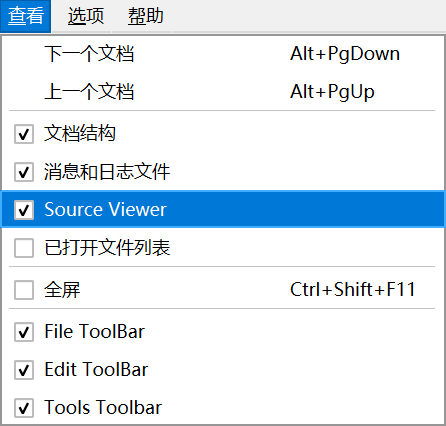 查看 选项 帮助
下一个文档 Alt+PgDown
上一个文档 Alt+PgUp
文档结构
消息和日志文件
Source Viewer
已打开文件列表
全屏 Ctrl+Shift+F11
File ToolBar
Edit ToolBar
Tools Toolbar